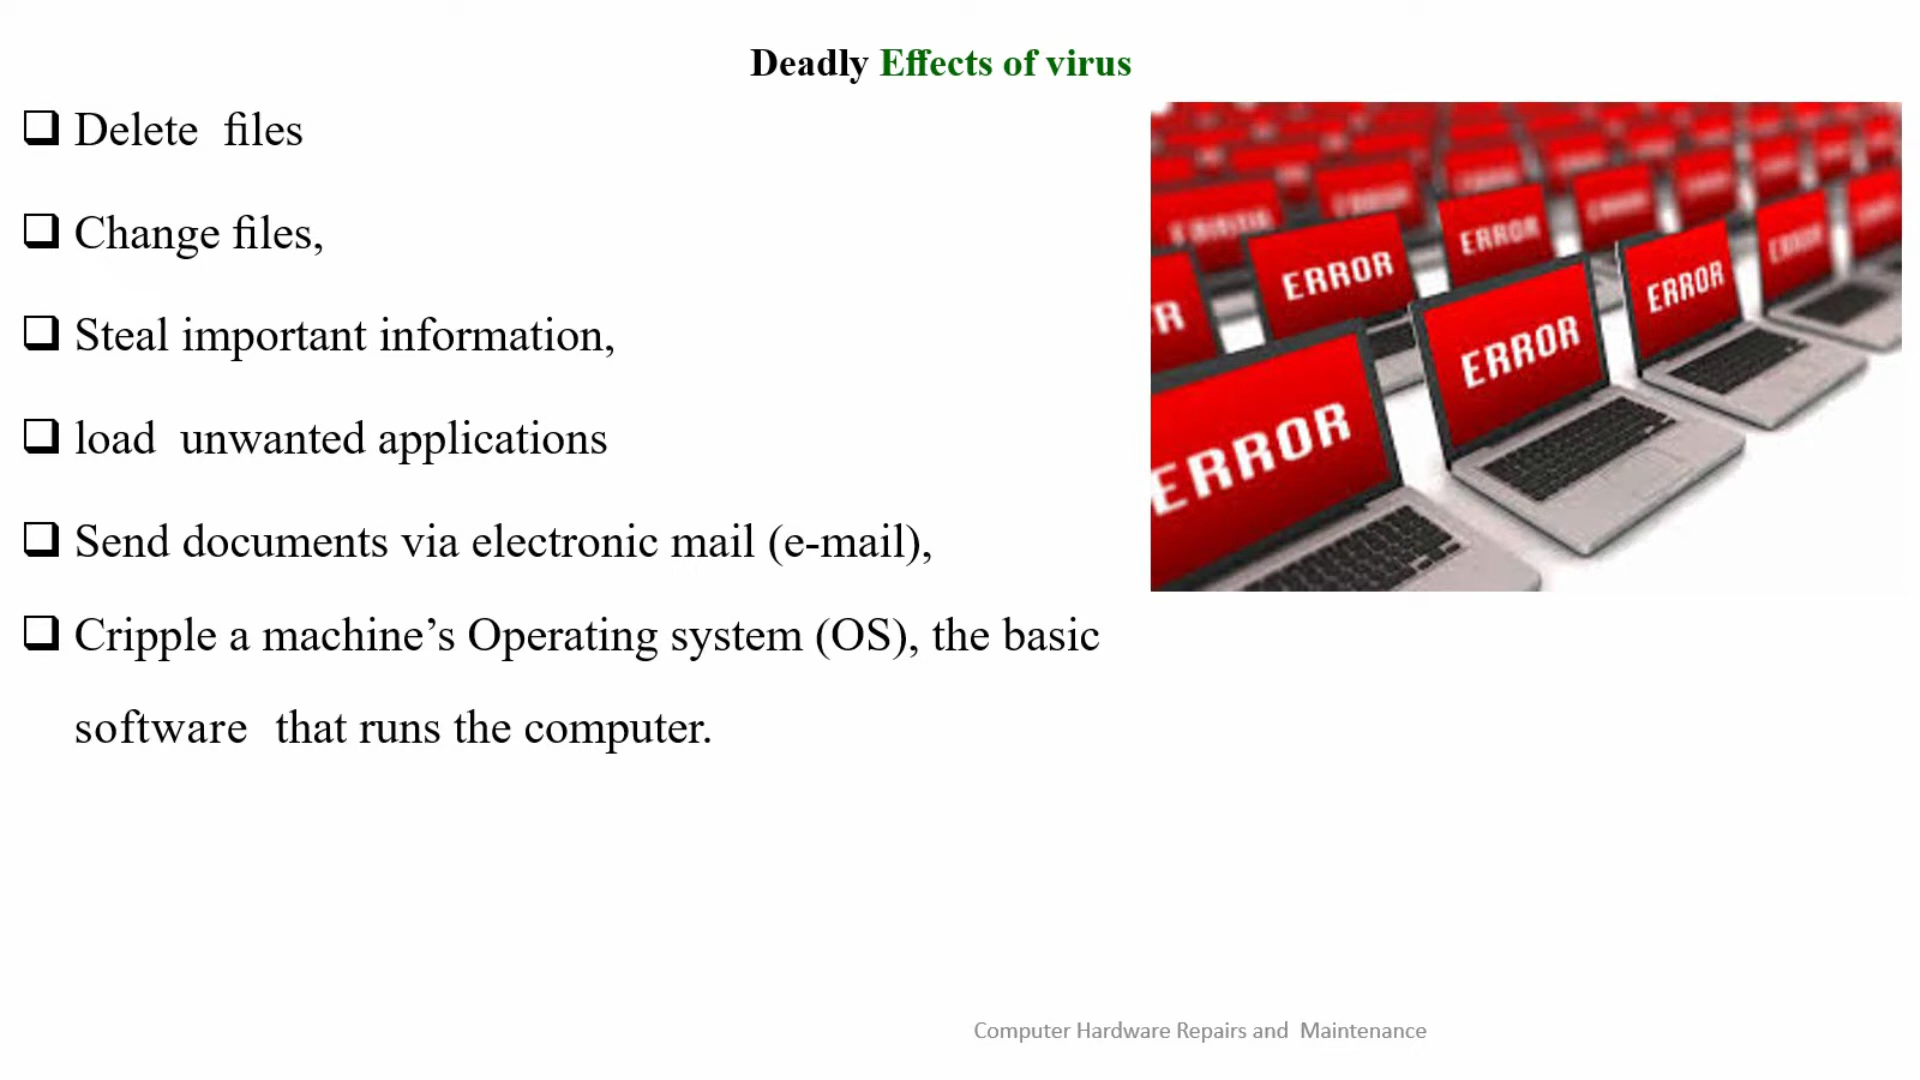 Deadly Effects of virus
Delete files
Change files,
Steal important information,
load unwanted applications
Send documents via electronic mail (e-mail),
Cripple a machine’s Operating system (OS), the basic
software that runs the computer.
ERROR
ERROR
ERROR
ERROR
ERROR
Computer Hardware Repairs and Maintenance